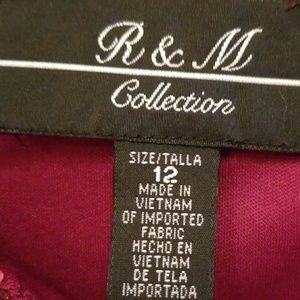 R & M
Collection
SIZE/TALLA
12
MADE IN
VIETNAM
OF IMPORTED
FABRIC
HECHO EN
VIETNAM
DE TELA
IMPORTADA